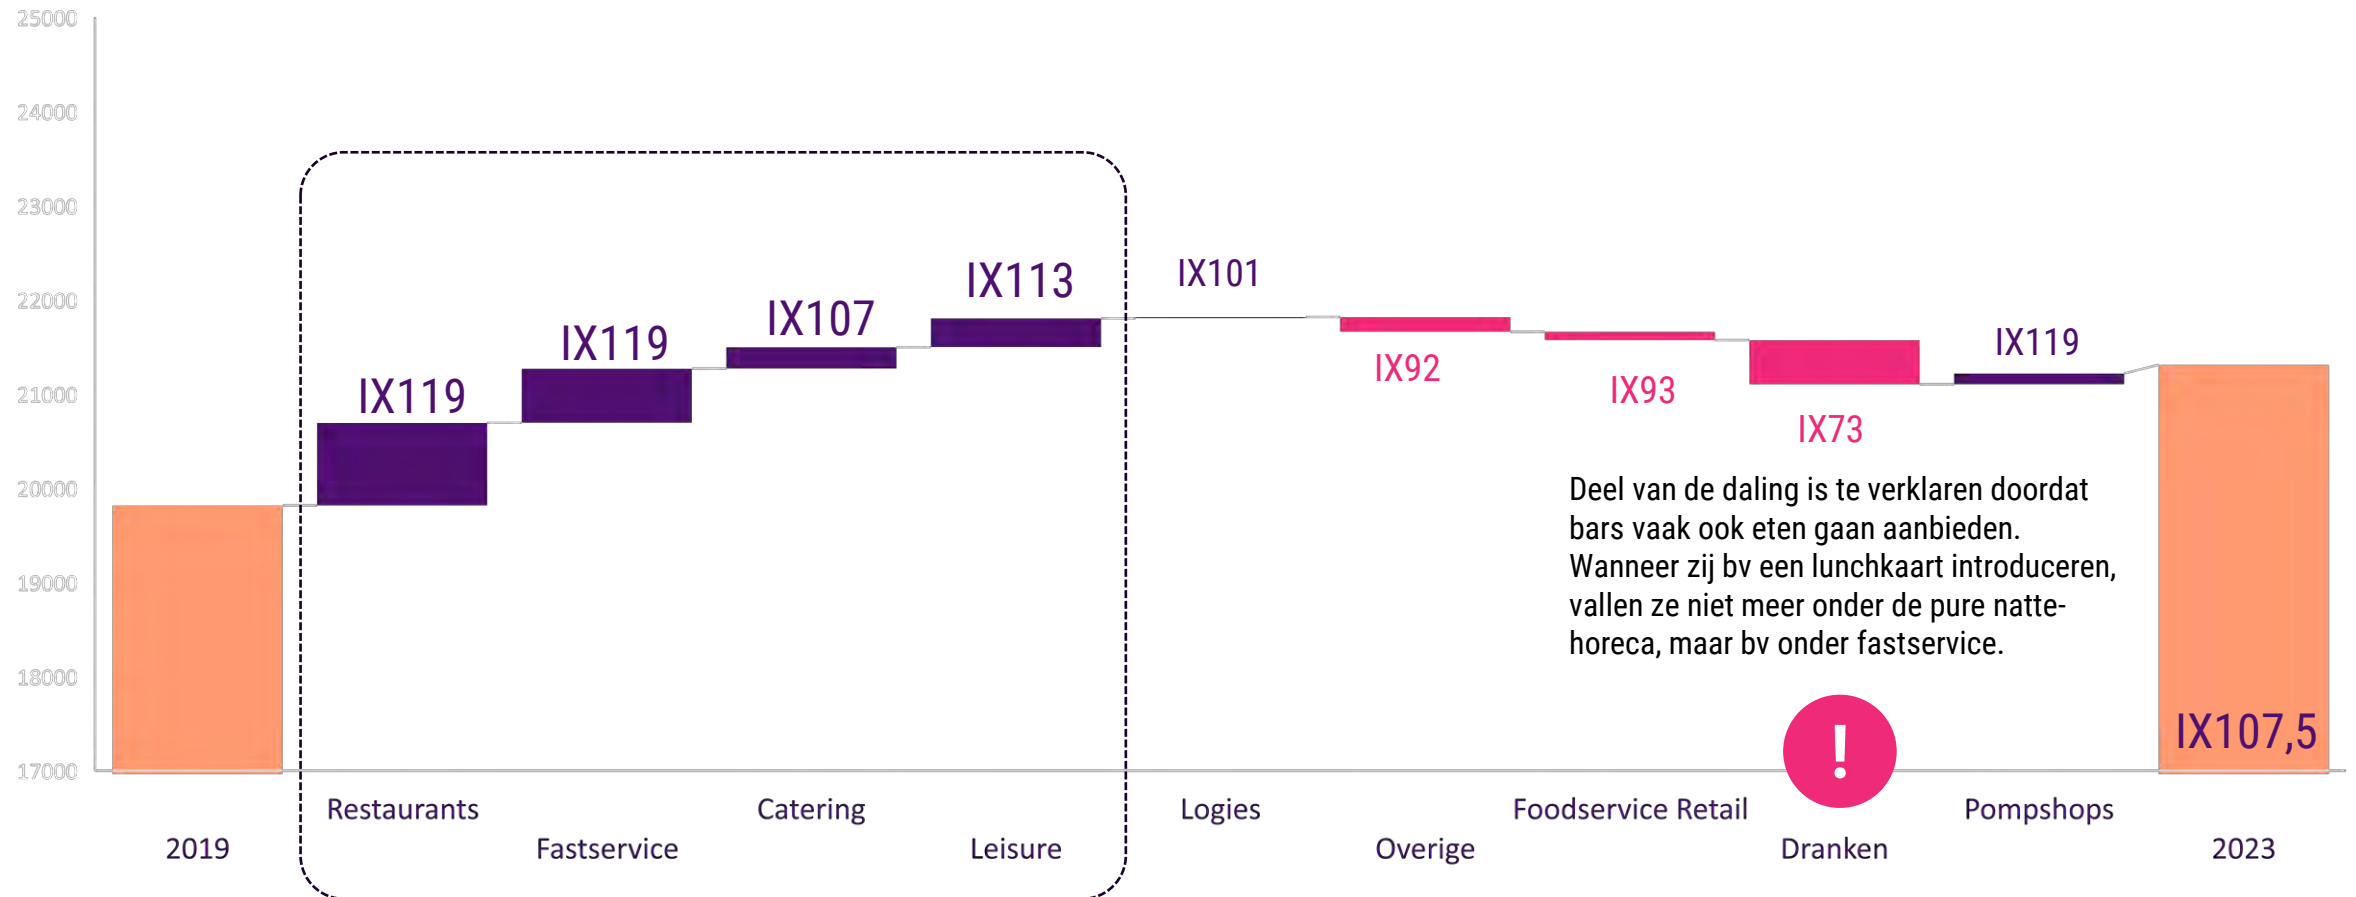 25000
24000
23000
22000
21000
20000
19000
18000
17000
IX119
IX119
IX107
IX113
IX101
IX92
IX93
IX73
IX119
IX107,5
Deel van de daling is te verklaren doordat
bars vaak ook eten gaan aanbieden.
Wanneer zij bv een lunchkaart introduceren,
vallen ze niet meer onder de pure natte-
horeca, maar bv onder fastservice.
!
2019
Restaurants
Fastservice
Catering
Leisure
Logies
Overige
Foodservice Retail
Dranken
Pompshops
2023